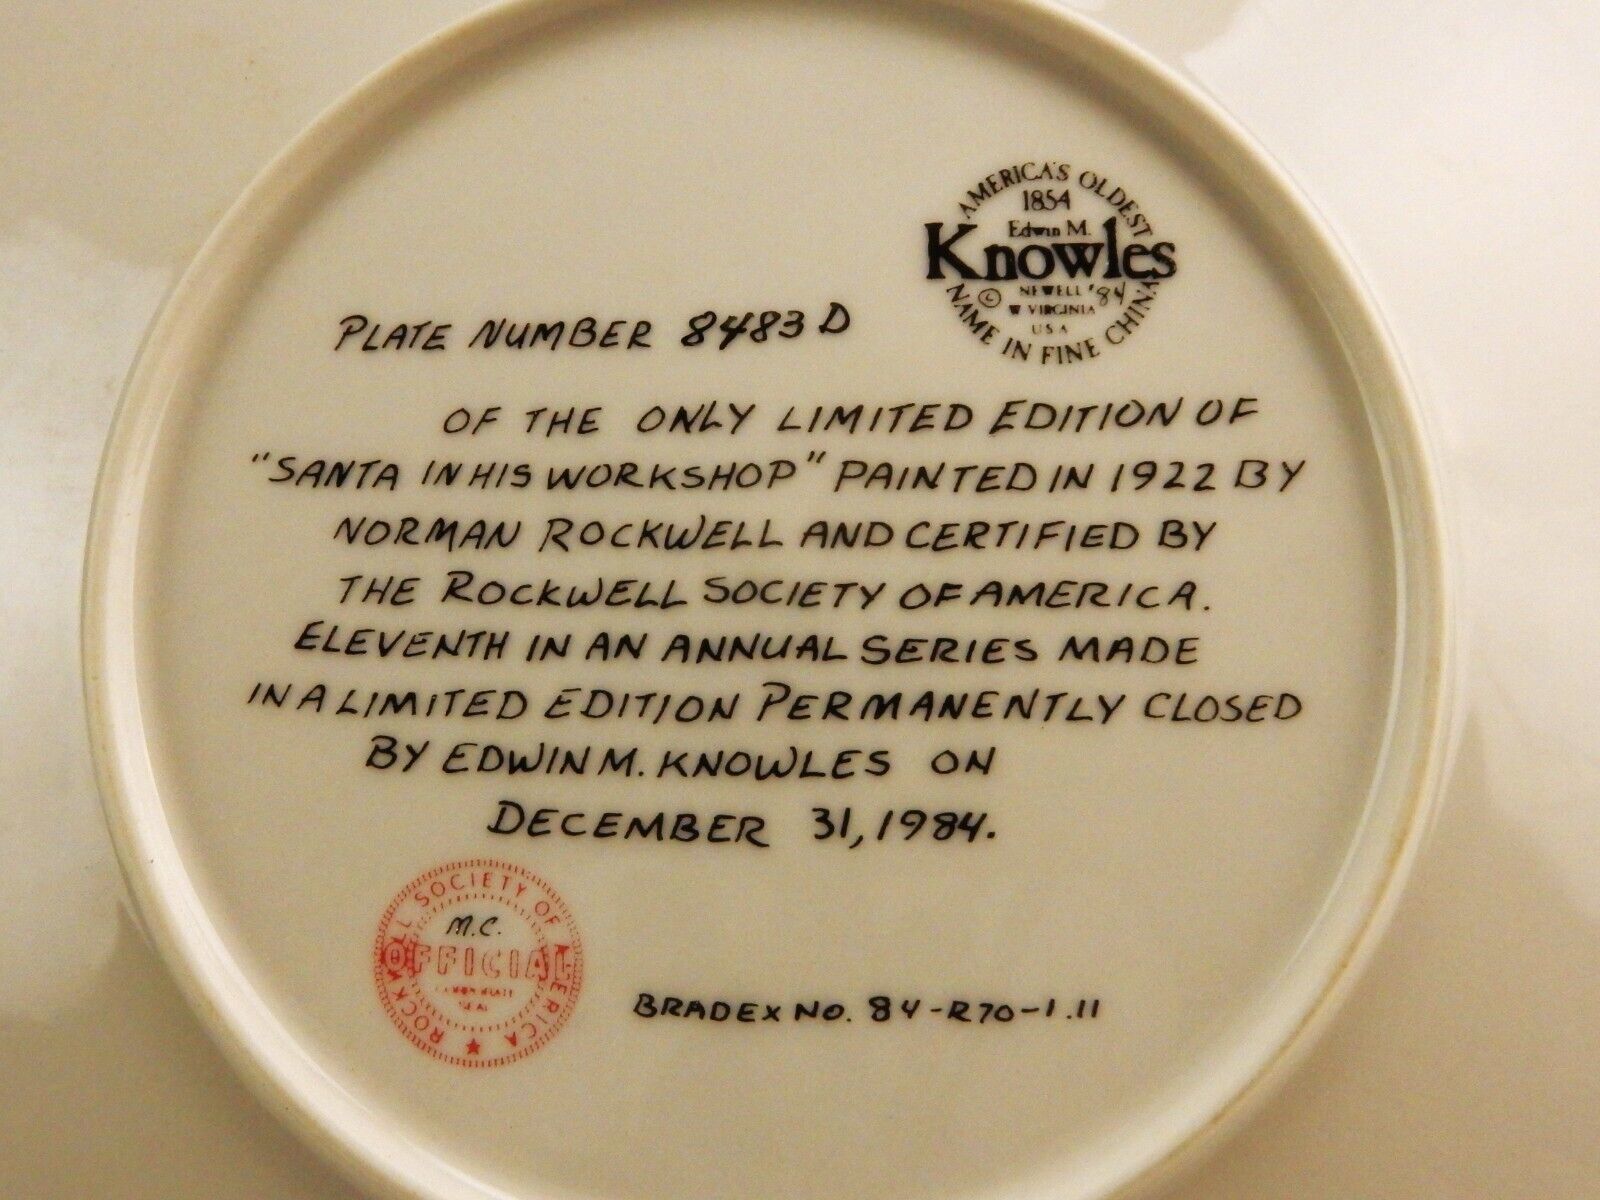 AMERICA'S OLDEST
1854
Edwin M.
Knowles
© NEWELL '84
W VIRGINIA
USA
NAME IN FINE CHINA
PLATE NUMBER 8483 D
OF THE ONLY LIMITED EDITION OF
"SANTA IN HIS WORKSHOP" PAINTED IN 1922 BY
NORMAN ROCKWELL AND CERTIFIED BY
THE ROCKWELL SOCIETY OF AMERICA.
ELEVENTH IN AN ANNUAL SERIES MADE
IN A LIMITED EDITION PERMANENTLY CLOSED
BY EDWIN M. KNOWLES ON
DECEMBER 31, 1984.
ROCKWELL SOCIETY OF AMERICA ★
M.C.
OFFICIAL
SEAL
BRADEX NO. 84-R70-1.11